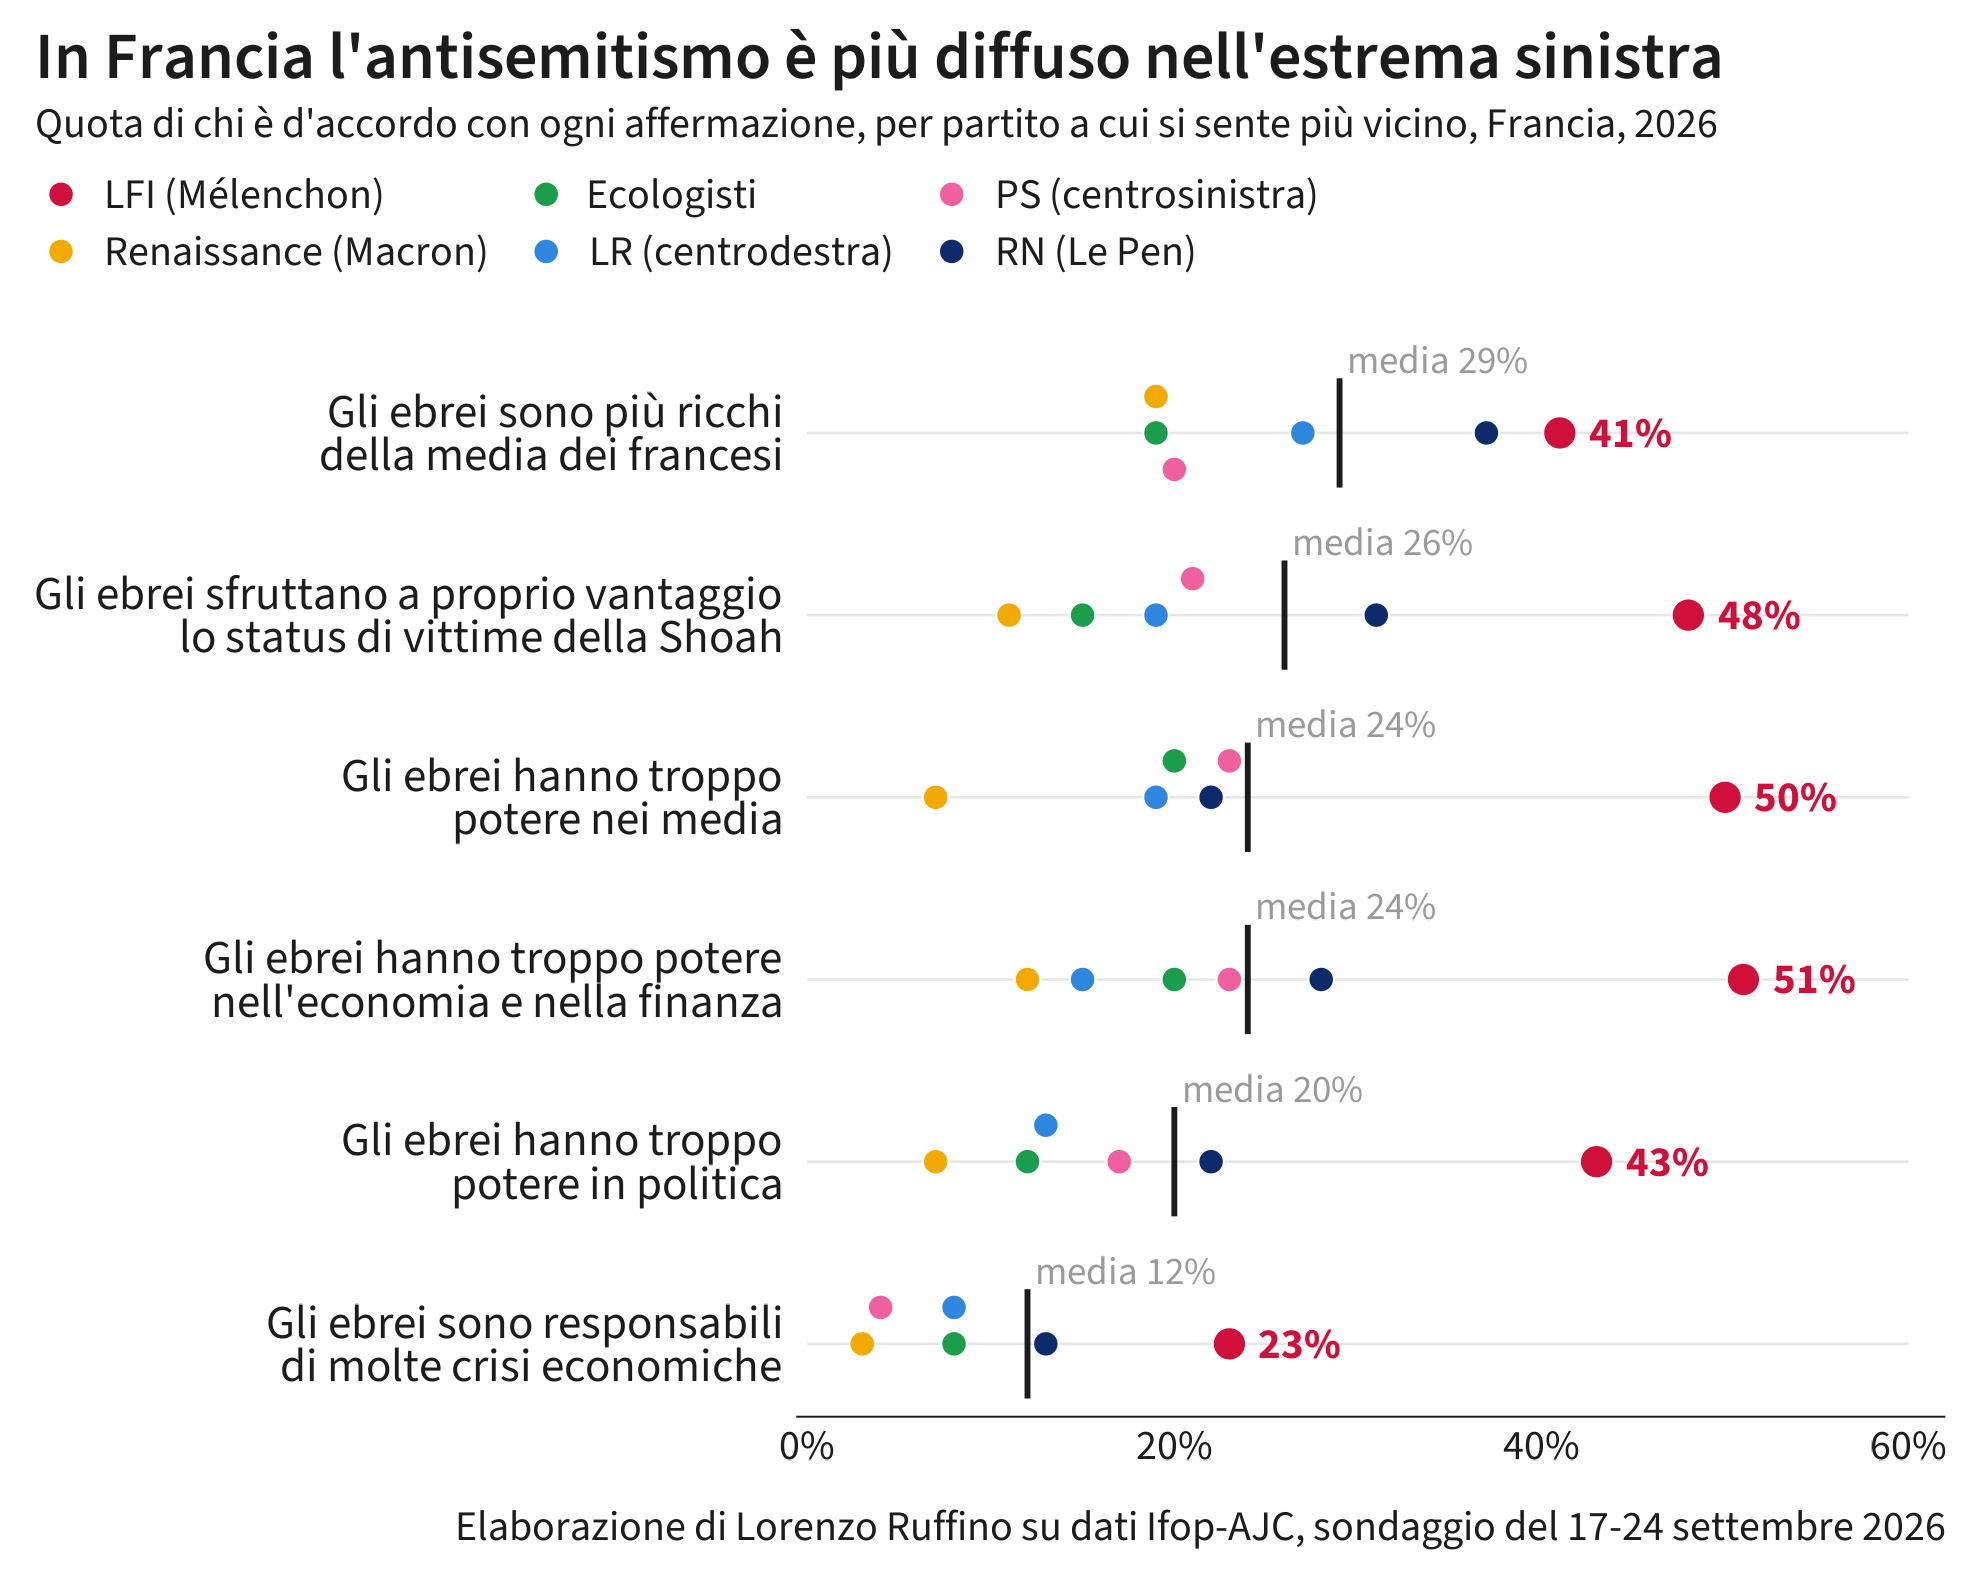 In Francia l'antisemitismo è più diffuso nell'estrema sinistra
Quota di chi è d'accordo con ogni affermazione, per partito a cui si sente più vicino, Francia, 2026
LFI (Mélenchon)
Ecologisti
PS (centrosinistra)
Renaissance (Macron)
LR (centrodestra)
RN (Le Pen)
media 29%
Gli ebrei sono più ricchi
della media dei francesi
41%
media 26%
Gli ebrei sfruttano a proprio vantaggio
lo status di vittime della Shoah
48%
media 24%
Gli ebrei hanno troppo
potere nei media
50%
media 24%
Gli ebrei hanno troppo potere
nell'economia e nella finanza
51%
media 20%
Gli ebrei hanno troppo
potere in politica
43%
media 12%
Gli ebrei sono responsabili
di molte crisi economiche
23%
0% 20% 40% 60%
Elaborazione di Lorenzo Ruffino su dati Ifop-AJC, sondaggio del 17-24 settembre 2026